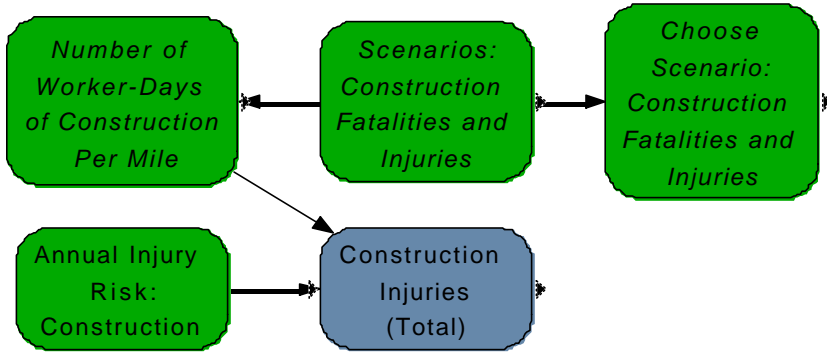 Number of
Worker-Days
of Construction
Per Mile
Scenarios:
Construction
Fatalities and
Injuries
Choose
Scenario:
Construction
Fatalities and
Injuries
Annual Injury
Risk:
Construction
Construction
Injuries
(Total)